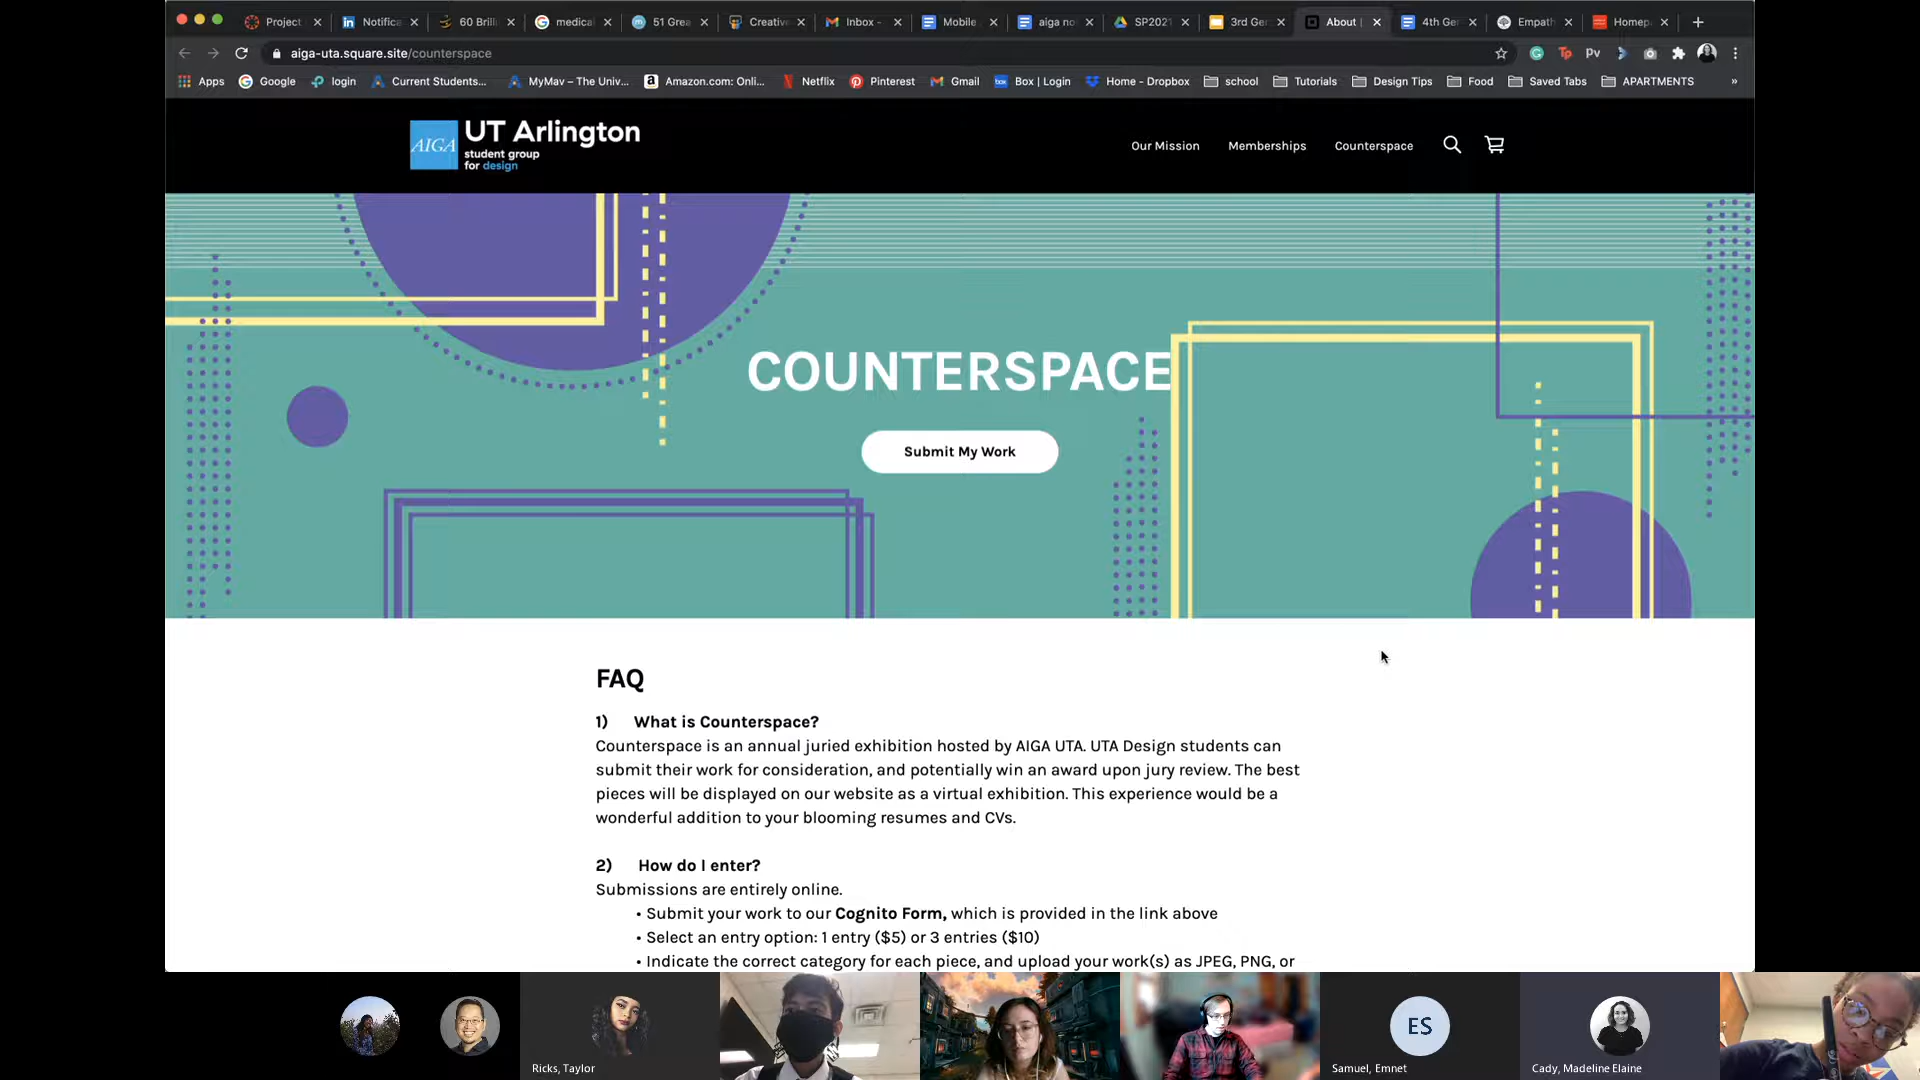 Project
Notifica
60 Brilli
medical
51 Grea
Creative
Inbox -
Mobile
aiga no
SP2021
3rd Ger
About |
4th Ger
Empath
Homep
aiga-uta.square.site/counterspace
Apps
Google
login
Current Students...
MyMav – The Univ...
Amazon.com: Onli...
Netflix
Pinterest
Gmail
Box | Login
Home - Dropbox
school
Tutorials
Design Tips
Food
Saved Tabs
APARTMENTS
»
AIGA
UT Arlington
student group
for design
Our Mission
Memberships
Counterspace
COUNTERSPACE
Submit My Work
FAQ
1) What is Counterspace?
Counterspace is an annual juried exhibition hosted by AIGA UTA. UTA Design students can
submit their work for consideration, and potentially win an award upon jury review. The best
pieces will be displayed on our website as a virtual exhibition. This experience would be a
wonderful addition to your blooming resumes and CVs.
2) How do I enter?
Submissions are entirely online.
• Submit your work to our Cognito Form, which is provided in the link above
• Select an entry option: 1 entry ($5) or 3 entries ($10)
• Indicate the correct category for each piece, and upload your work(s) as JPEG, PNG, or
Ricks, Taylor
ES
Samuel, Emnet
Cady, Madeline Elaine